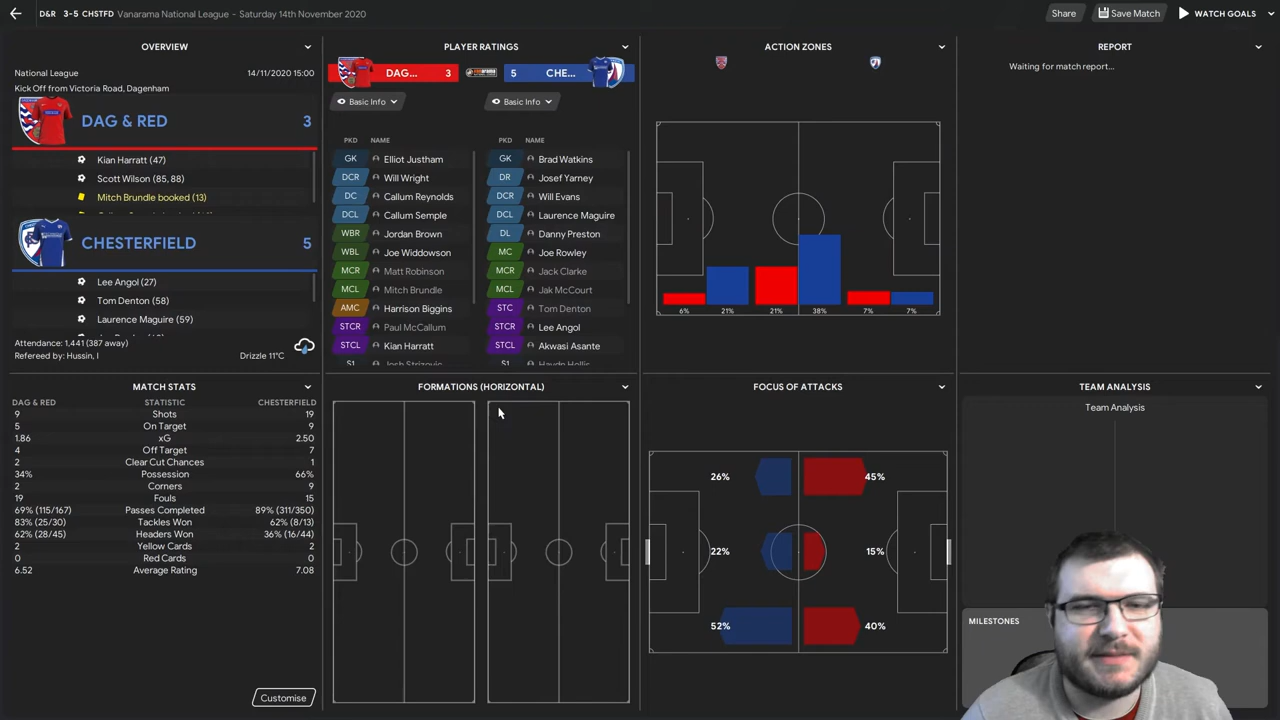 D&R 3-5 CHSTFD Vanarama National League - Saturday 14th November 2020
Share
Save Match
WATCH GOALS
OVERVIEW
National League 14/11/2020 15:00
Kick Off from Victoria Road, Dagenham
DAG & RED 3
Kian Harratt (47)
Scott Wilson (85, 88)
Mitch Brundle booked (13)
CHESTERFIELD 5
Lee Angol (27)
Tom Denton (58)
Laurence Maguire (59)
Attendance: 1,441 (387 away)
Refereed by: Hussin, I Drizzle 11°C
PLAYER RATINGS
DAG... 3
5 CHE...
Basic Info
Basic Info
PKD NAME PKD NAME
GK Elliot Justham GK Brad Watkins
DCR Will Wright DR Josef Yarney
DC Callum Reynolds DCR Will Evans
DCL Callum Semple DCL Laurence Maguire
WBR Jordan Brown DL Danny Preston
WBL Joe Widdowson MC Joe Rowley
MCR Matt Robinson MCR Jack Clarke
MCL Mitch Brundle MCL Jak McCourt
AMC Harrison Biggins STC Tom Denton
STCR Paul McCallum STCR Lee Angol
STCL Kian Harratt STCL Akwasi Asante
ACTION ZONES
6% 21% 21% 38% 7% 7%
REPORT
Waiting for match report...
MATCH STATS
DAG & RED STATISTIC CHESTERFIELD
9 Shots 19
5 On Target 9
1.86 xG 2.50
4 Off Target 7
2 Clear Cut Chances 1
34% Possession 66%
2 Corners 9
19 Fouls 15
69% (115/167) Passes Completed 89% (311/350)
83% (25/30) Tackles Won 62% (8/13)
62% (28/45) Headers Won 36% (16/44)
2 Yellow Cards 2
0 Red Cards 0
6.52 Average Rating 7.08
Customise
FORMATIONS (HORIZONTAL)
FOCUS OF ATTACKS
26% 45%
22% 15%
52% 40%
TEAM ANALYSIS
Team Analysis
MILESTONES